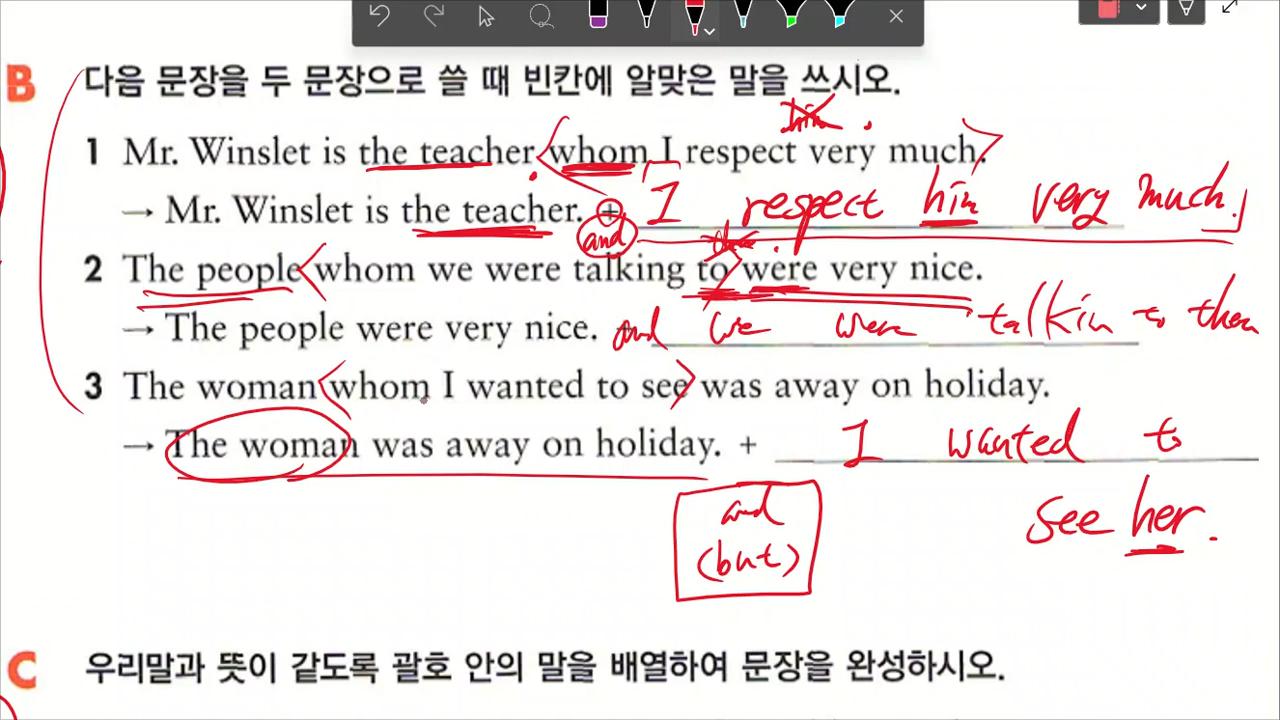 B 다음 문장을 두 문장으로 쓸 때 빈칸에 알맞은 말을 쓰시오.
him
1 Mr. Winslet is the teacher whom I respect very much.
→ Mr. Winslet is the teacher. + I respect him very much.
and
2 The people whom we were talking to were very nice.
→ The people were very nice. and we were talkin to them
3 The woman whom I wanted to see was away on holiday.
→ The woman was away on holiday. + I wanted to
see her.
and
(but)
C 우리말과 뜻이 같도록 괄호 안의 말을 배열하여 문장을 완성하시오.